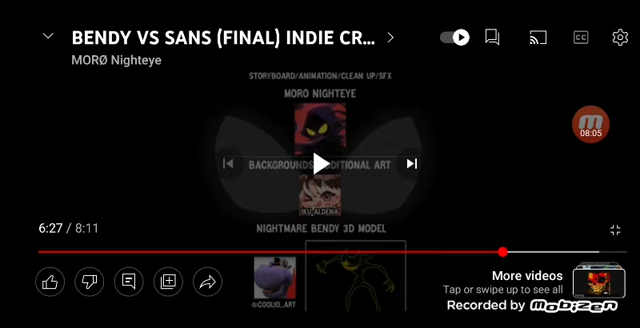 BENDY VS SANS (FINAL) INDIE CR...
MORØ Nighteye
STORYBOARD/ANIMATION/CLEAN UP/SFX
MORO NIGHTEYE
08:05
BACKGROUNDS ADDITIONAL ART
IKU_ALDENA
6:27 / 8:11
NIGHTMARE BENDY 3D MODEL
More videos
Tap or swipe up to see all
@COOLIO_ART
Recorded by Mobizen